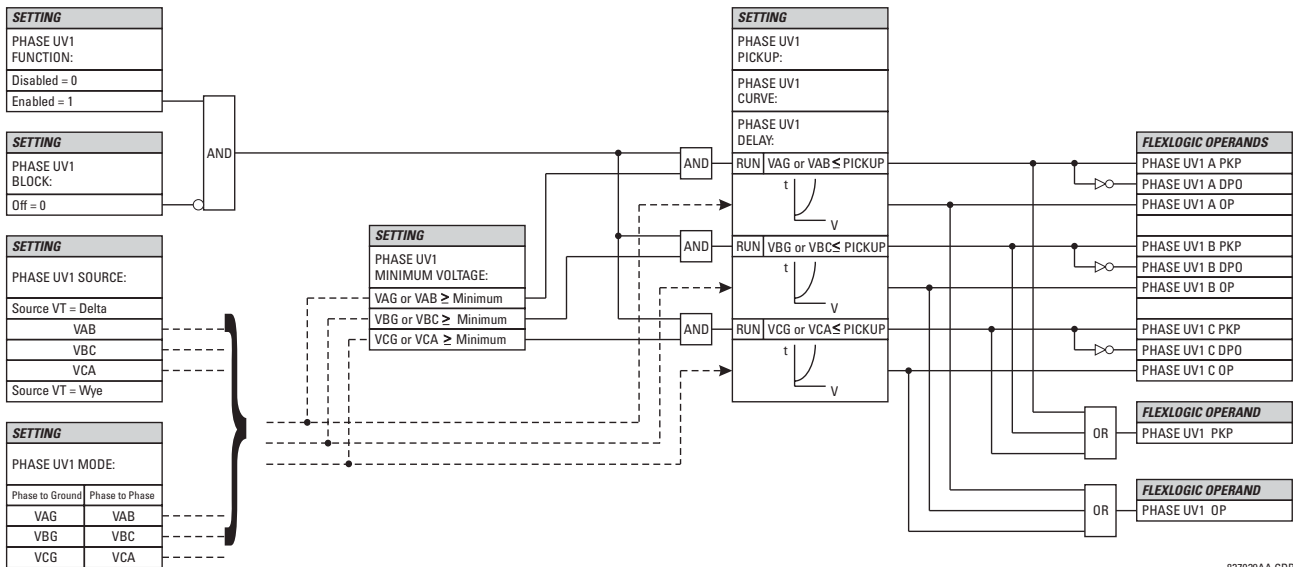 SETTING
PHASE UV1
FUNCTION:
Disabled = 0
Enabled = 1
SETTING
PHASE UV1
BLOCK:
Off = 0
AND
SETTING
PHASE UV1 SOURCE:
Source VT = Delta
VAB
VBC
VCA
Source VT = Wye
SETTING
PHASE UV1 MODE:
Phase to Ground Phase to Phase
VAG VAB
VBG VBC
VCG VCA
SETTING
PHASE UV1
MINIMUM VOLTAGE:
VAG or VAB ≥ Minimum
VBG or VBC ≥ Minimum
VCG or VCA ≥ Minimum
AND
AND
AND
SETTING
PHASE UV1
PICKUP:
PHASE UV1
CURVE:
PHASE UV1
DELAY:
RUN VAG or VAB ≤ PICKUP
t
V
RUN VBG or VBC ≤ PICKUP
t
V
RUN VCG or VCA ≤ PICKUP
t
V
FLEXLOGIC OPERANDS
PHASE UV1 A PKP
PHASE UV1 A DPO
PHASE UV1 A OP
PHASE UV1 B PKP
PHASE UV1 B DPO
PHASE UV1 B OP
PHASE UV1 C PKP
PHASE UV1 C DPO
PHASE UV1 C OP
OR
FLEXLOGIC OPERAND
PHASE UV1 PKP
OR
FLEXLOGIC OPERAND
PHASE UV1 OP